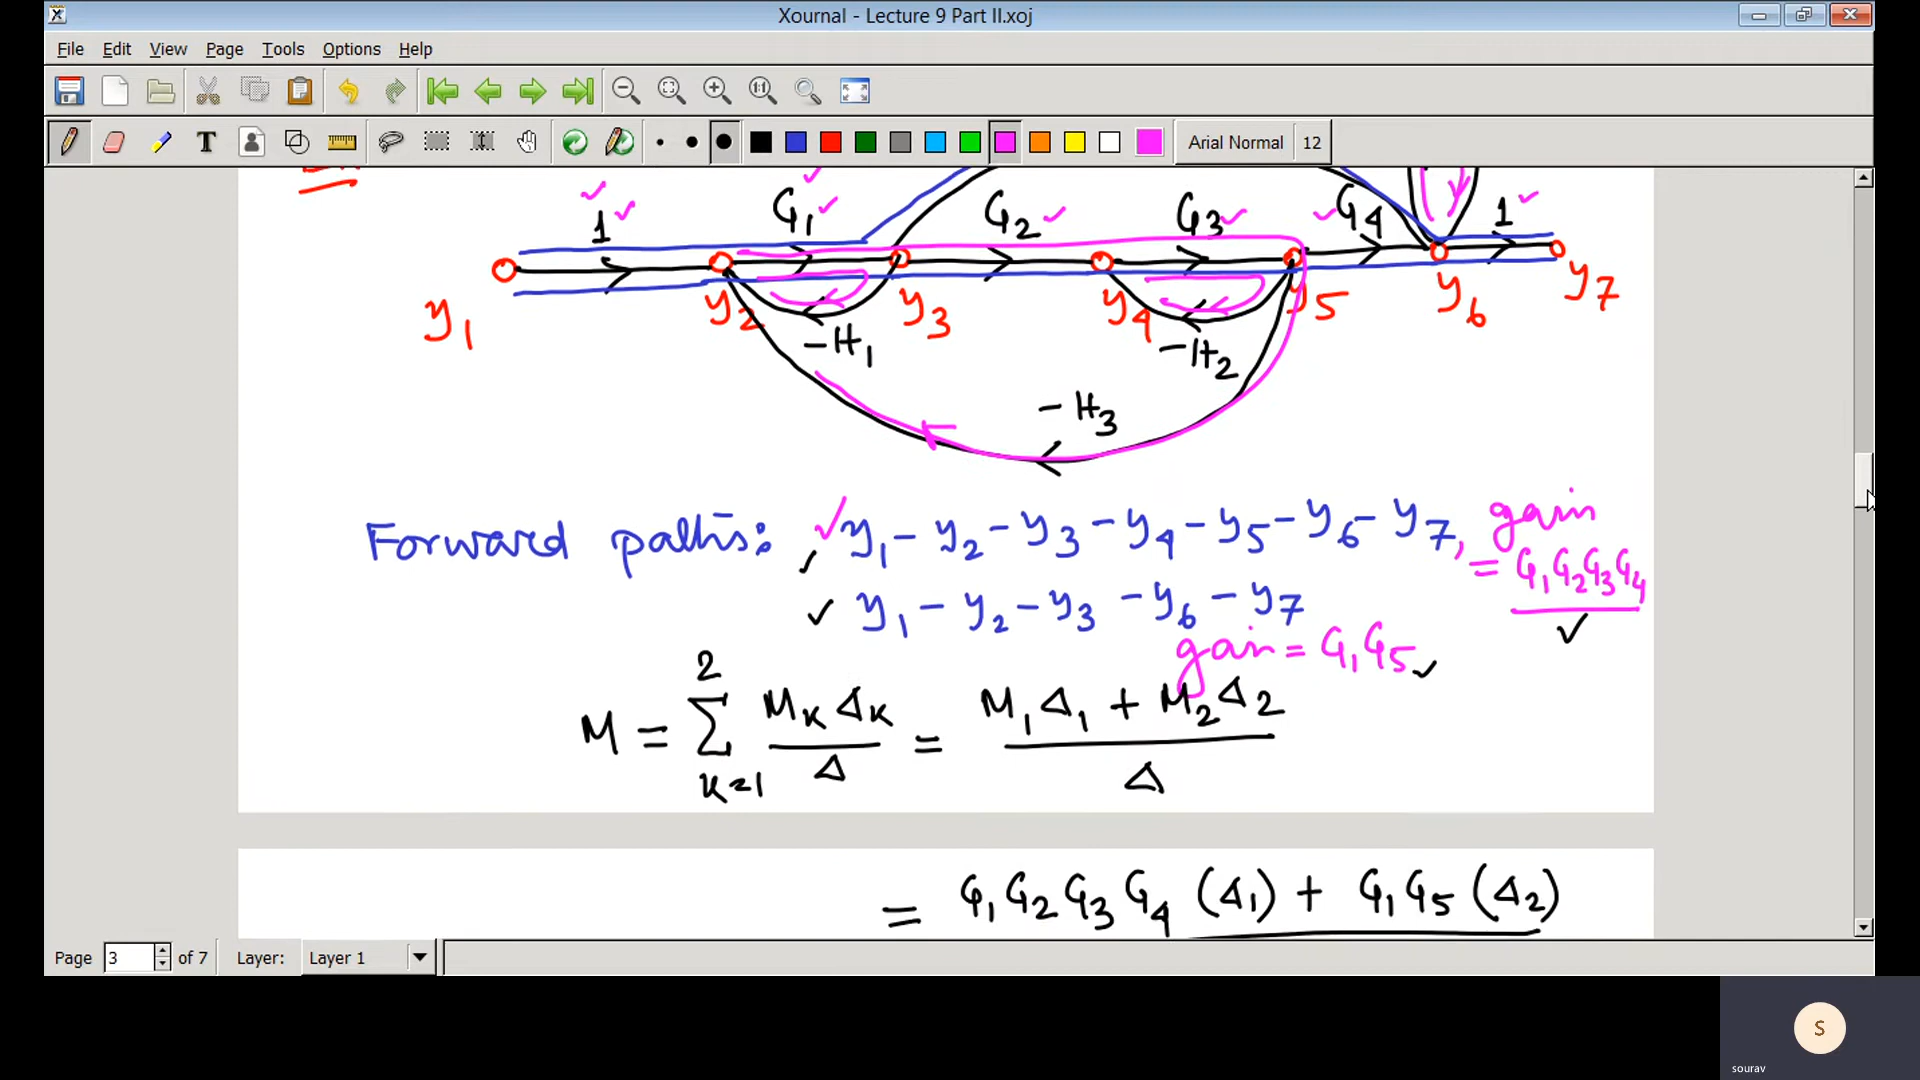 Xournal - Lecture 9 Part II.xoj
File Edit View Page Tools Options Help
Arial Normal 12
1 G1 G2 G3 G4 1
y1 y2 y3 y4 y5 y6 y7
-H1 -H2
-H3
Forward paths: y1 - y2 - y3 - y4 - y5 - y6 - y7, gain
= G1G2G3G4
y1 - y2 - y3 - y6 - y7
gain = G1G5
M = 2 Σ k=1 MkΔk / Δ = M1Δ1 + M2Δ2 / Δ
= G1G2G3G4 (Δ1) + G1G5 (Δ2)
Page 3 of 7 Layer: Layer 1
S
sourav